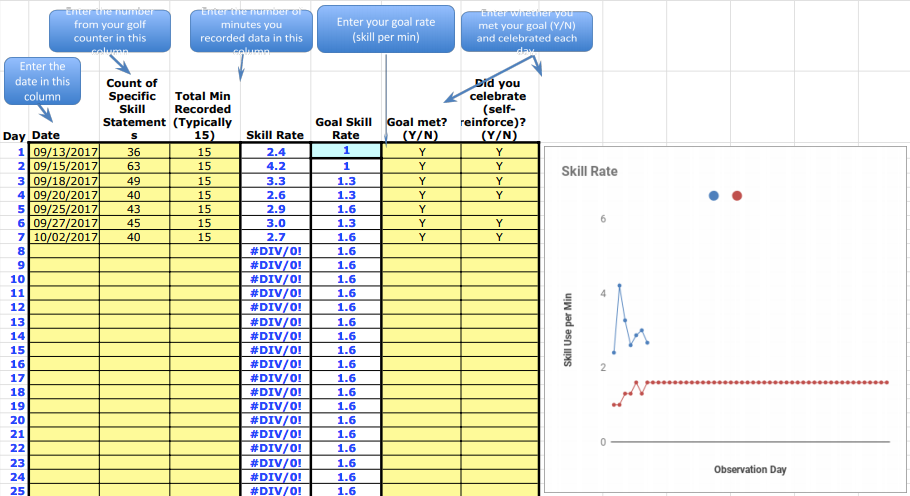 Enter the number
from your golf
counter in this
column
Enter the number of
minutes you
recorded data in this
column
Enter your goal rate
(skill per min)
Enter whether you
met your goal (Y/N)
and celebrated each
day
Enter the
date in this
column
Day
Date
Count of
Specific
Skill
Statement
s
Total Min
Recorded
(Typically
15)
Skill Rate
Goal Skill
Rate
Goal met?
(Y/N)
Did you
celebrate
(self-
reinforce)?
(Y/N)
1 09/13/2017 36 15 2.4 1 Y Y
2 09/15/2017 63 15 4.2 1 Y Y
3 09/18/2017 49 15 3.3 1.3 Y Y
4 09/20/2017 40 15 2.6 1.3 Y Y
5 09/25/2017 43 15 2.9 1.6 Y
6 09/27/2017 45 15 3.0 1.3 Y Y
7 10/02/2017 40 15 2.7 1.6 Y Y
8 #DIV/0! 1.6
9 #DIV/0! 1.6
10 #DIV/0! 1.6
11 #DIV/0! 1.6
12 #DIV/0! 1.6
13 #DIV/0! 1.6
14 #DIV/0! 1.6
15 #DIV/0! 1.6
16 #DIV/0! 1.6
17 #DIV/0! 1.6
18 #DIV/0! 1.6
19 #DIV/0! 1.6
20 #DIV/0! 1.6
21 #DIV/0! 1.6
22 #DIV/0! 1.6
23 #DIV/0! 1.6
24 #DIV/0! 1.6
25 #DIV/0! 1.6
Skill Rate
6
4
2
0
Skill Use per Min
Observation Day